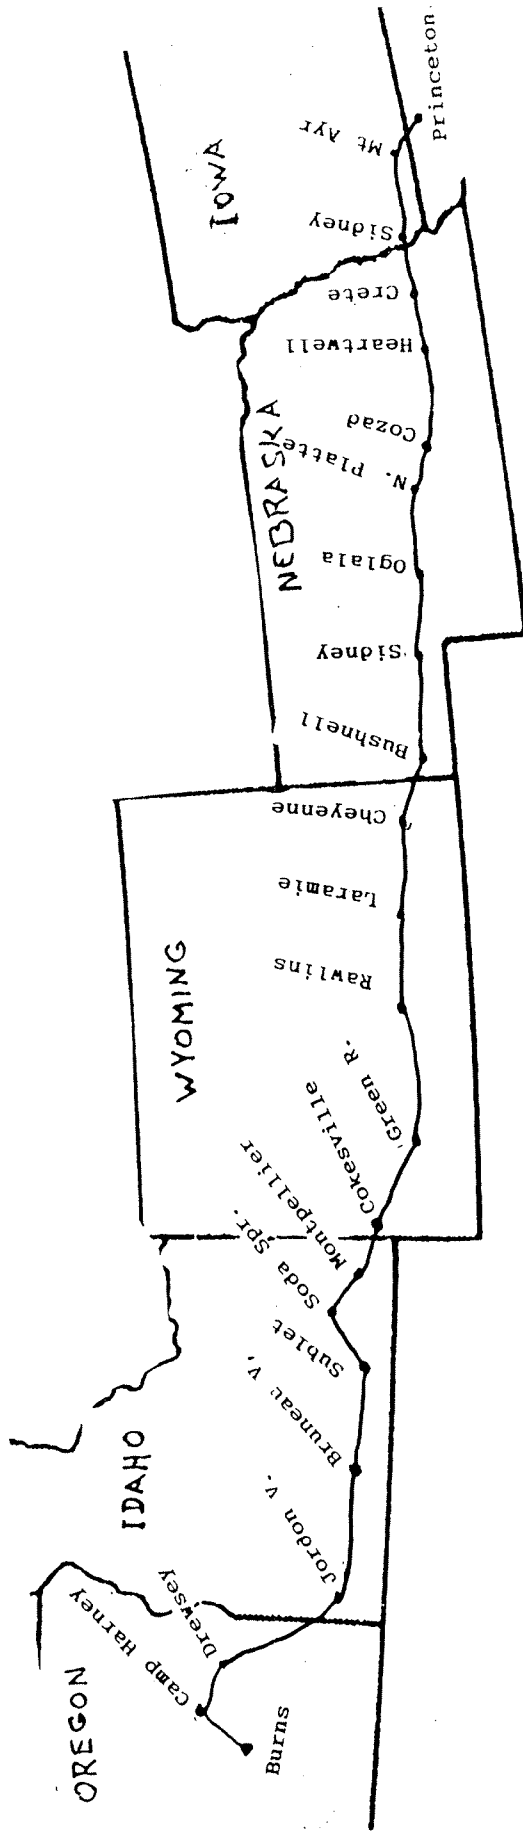 OREGON
IDAHO
WYOMING
NEBRASKA
IOWA
Burns
Camp Harney
Drewsey
Jordon V.
Bruneau V.
Sublet
Soda Spr.
Montpellier
Cokesville
Green R.
Rawlins
Laramie
Cheyenne
Bushnell
Sidney
Oglala
N. Platte
Cozad
Heartwell
Crete
Sidney
Mt Ayr
Princeton